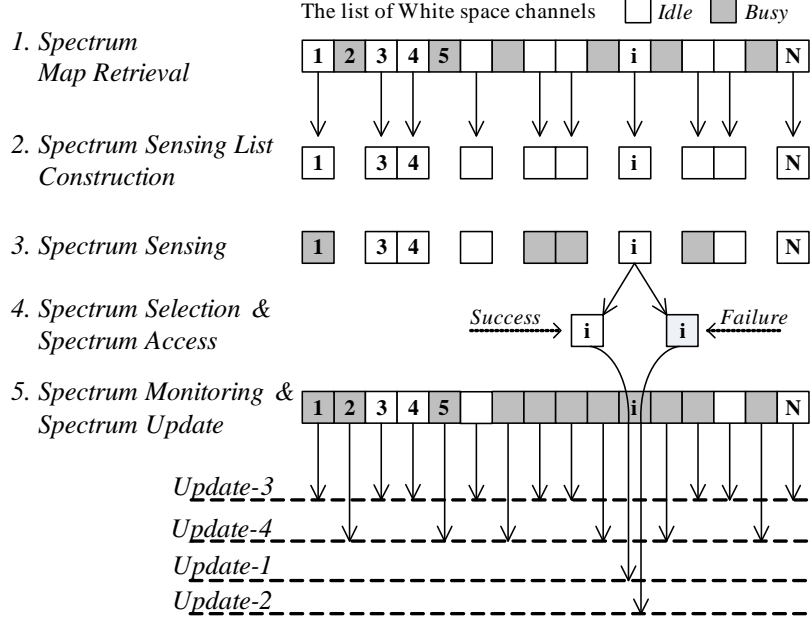 The list of White space channels Idle Busy
1. Spectrum
Map Retrieval
1 2 3 4 5 i N
2. Spectrum Sensing List
Construction
1 3 4 i N
3. Spectrum Sensing
1 3 4 i N
4. Spectrum Selection &
Spectrum Access
Success i i Failure
5. Spectrum Monitoring &
Spectrum Update
1 2 3 4 5 i N
Update-3
Update-4
Update-1
Update-2